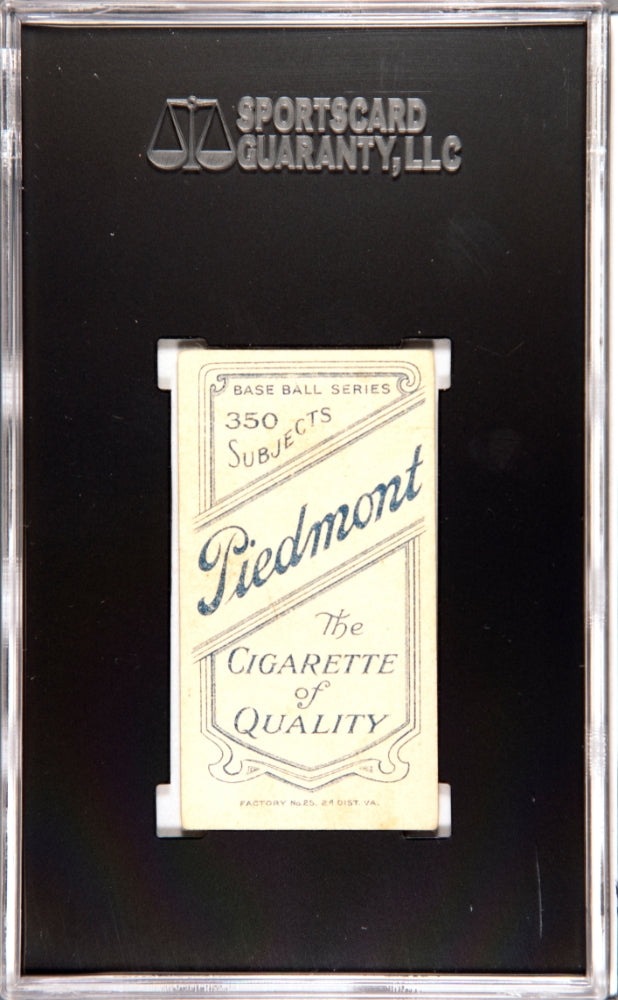 SPORTSCARD
GUARANTY, LLC
BASE BALL SERIES
350
SUBJECTS
Piedmont
The
CIGARETTE
of
QUALITY
FACTORY No. 25, 2d DIST. VA.